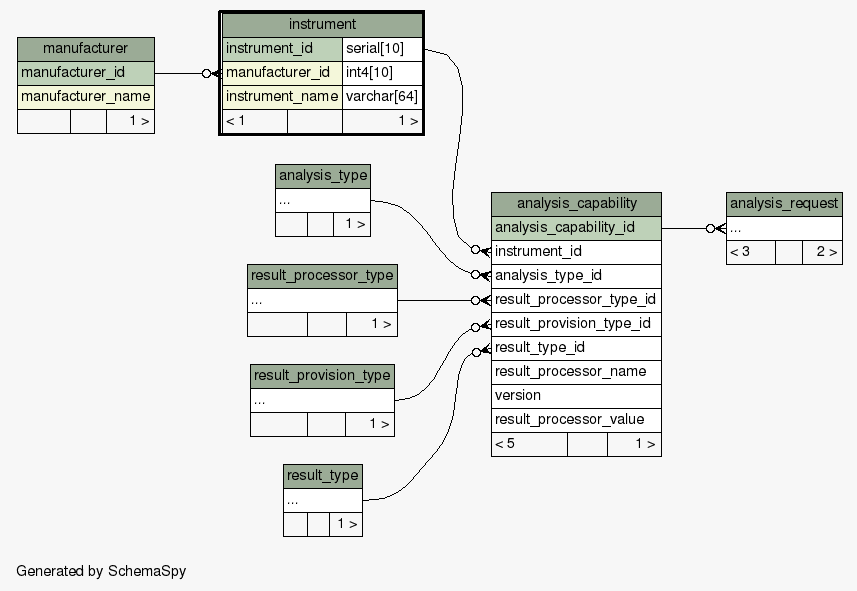 manufacturer
manufacturer_id
manufacturer_name
1 >
instrument
instrument_id serial[10]
manufacturer_id int4[10]
instrument_name varchar[64]
< 1 1 >
analysis_type
...
1 >
result_processor_type
...
1 >
result_provision_type
...
1 >
result_type
...
1 >
analysis_capability
analysis_capability_id
instrument_id
analysis_type_id
result_processor_type_id
result_provision_type_id
result_type_id
result_processor_name
version
result_processor_value
< 5 1 >
analysis_request
...
< 3 2 >
Generated by SchemaSpy